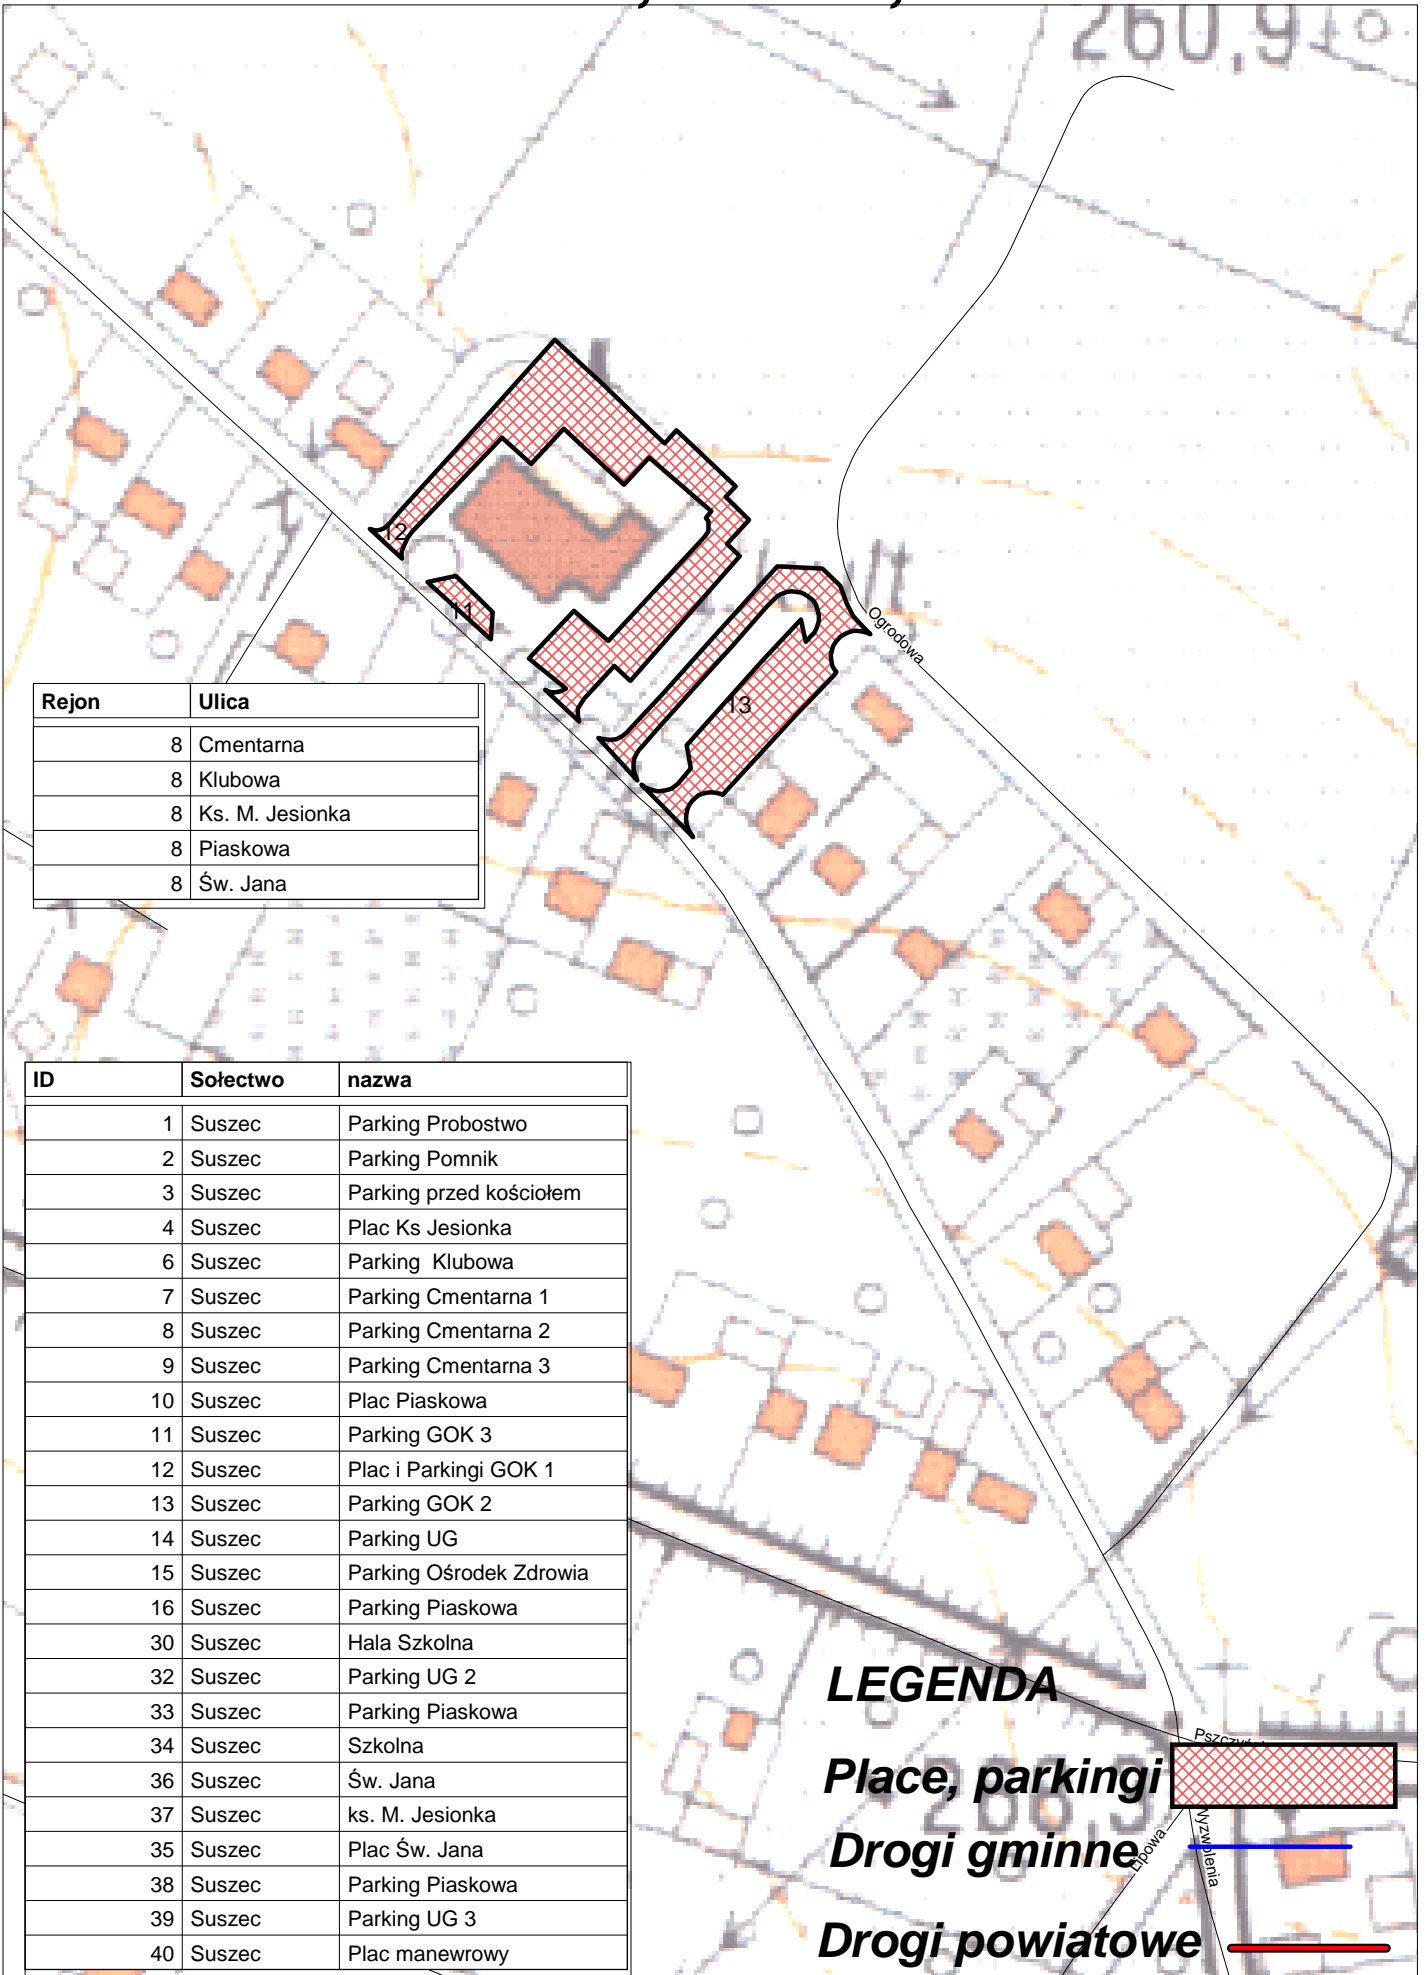 260,9
12
11
Ogrodowa
13
Rejon Ulica
8 Cmentarna
8 Klubowa
8 Ks. M. Jesionka
8 Piaskowa
8 Św. Jana
ID Sołectwo nazwa
1 Suszec Parking Probostwo
2 Suszec Parking Pomnik
3 Suszec Parking przed kościołem
4 Suszec Plac Ks Jesionka
6 Suszec Parking  Klubowa
7 Suszec Parking Cmentarna 1
8 Suszec Parking Cmentarna 2
9 Suszec Parking Cmentarna 3
10 Suszec Plac Piaskowa
11 Suszec Parking GOK 3
12 Suszec Plac i Parkingi GOK 1
13 Suszec Parking GOK 2
14 Suszec Parking UG
15 Suszec Parking Ośrodek Zdrowia
16 Suszec Parking Piaskowa
30 Suszec Hala Szkolna
32 Suszec Parking UG 2
33 Suszec Parking Piaskowa
34 Suszec Szkolna
36 Suszec Św. Jana
37 Suszec ks. M. Jesionka
35 Suszec Plac Św. Jana
38 Suszec Parking Piaskowa
39 Suszec Parking UG 3
40 Suszec Plac manewrowy
LEGENDA
Place, parkingi
266,9
Drogi gminne
Lipowa
Wyzwolenia
Drogi powiatowe